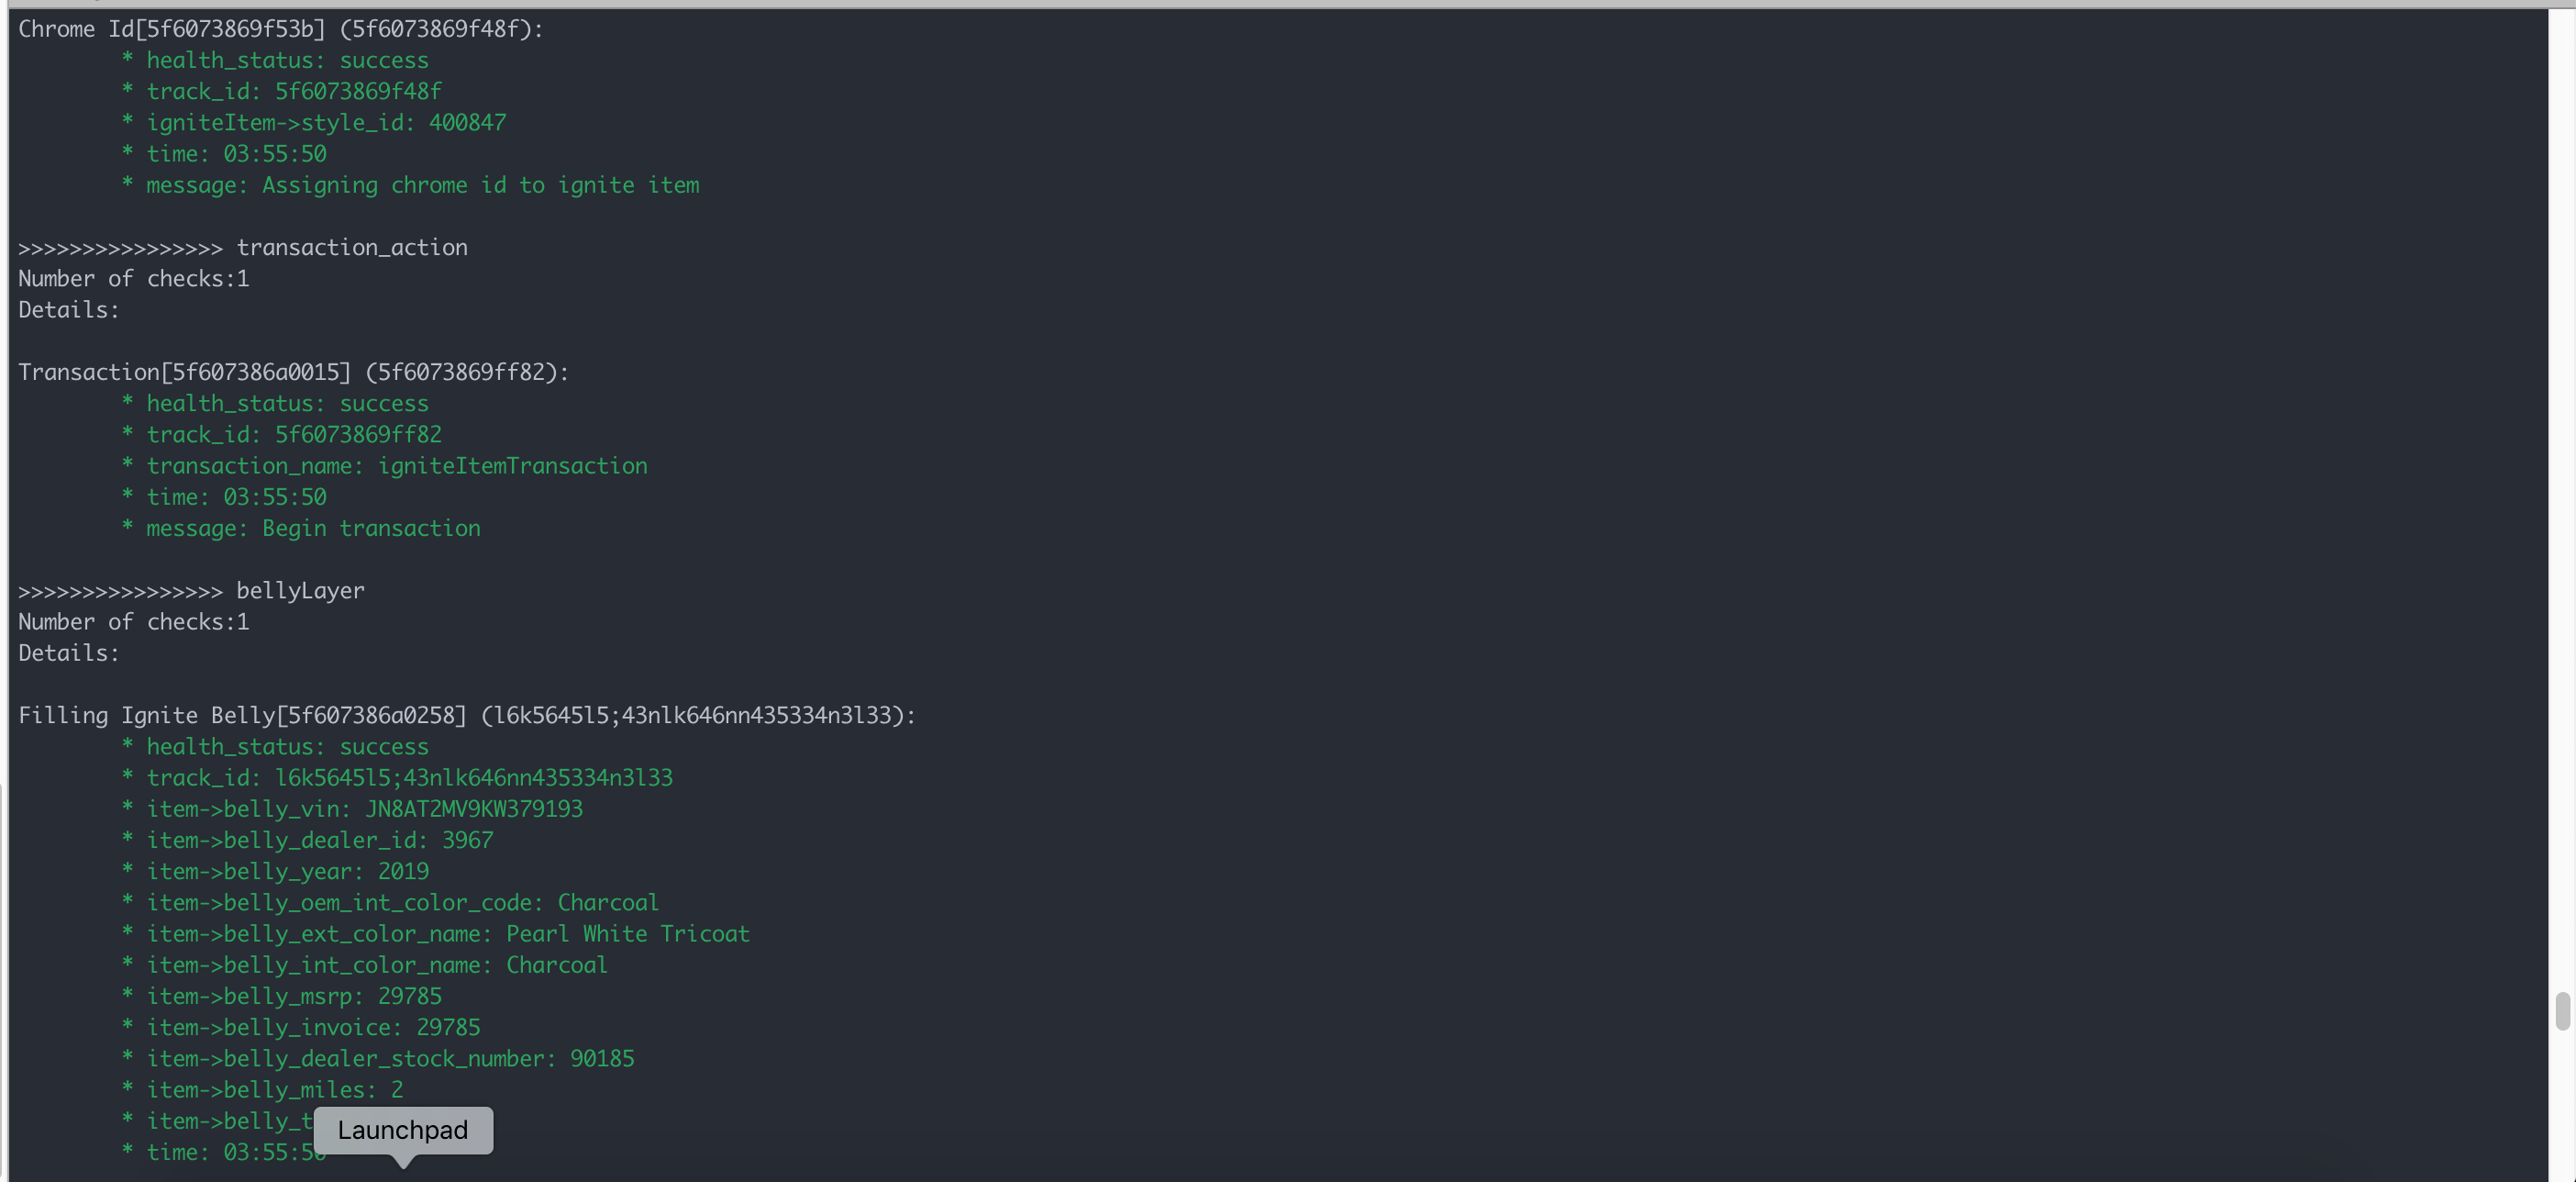 Chrome Id[5f6073869f53b] (5f6073869f48f):
* health_status: success
* track_id: 5f6073869f48f
* igniteItem->style_id: 400847
* time: 03:55:50
* message: Assigning chrome id to ignite item
>>>>>>>>>>>>>>>> transaction_action
Number of checks:1
Details:
Transaction[5f607386a0015] (5f6073869ff82):
* health_status: success
* track_id: 5f6073869ff82
* transaction_name: igniteItemTransaction
* time: 03:55:50
* message: Begin transaction
>>>>>>>>>>>>>>>> bellyLayer
Number of checks:1
Details:
Filling Ignite Belly[5f607386a0258] (l6k5645l5;43nlk646nn435334n3l33):
* health_status: success
* track_id: l6k5645l5;43nlk646nn435334n3l33
* item->belly_vin: JN8AT2MV9KW379193
* item->belly_dealer_id: 3967
* item->belly_year: 2019
* item->belly_oem_int_color_code: Charcoal
* item->belly_ext_color_name: Pearl White Tricoat
* item->belly_int_color_name: Charcoal
* item->belly_msrp: 29785
* item->belly_invoice: 29785
* item->belly_dealer_stock_number: 90185
* item->belly_miles: 2
* item->belly_t
Launchpad
* time: 03:55:50